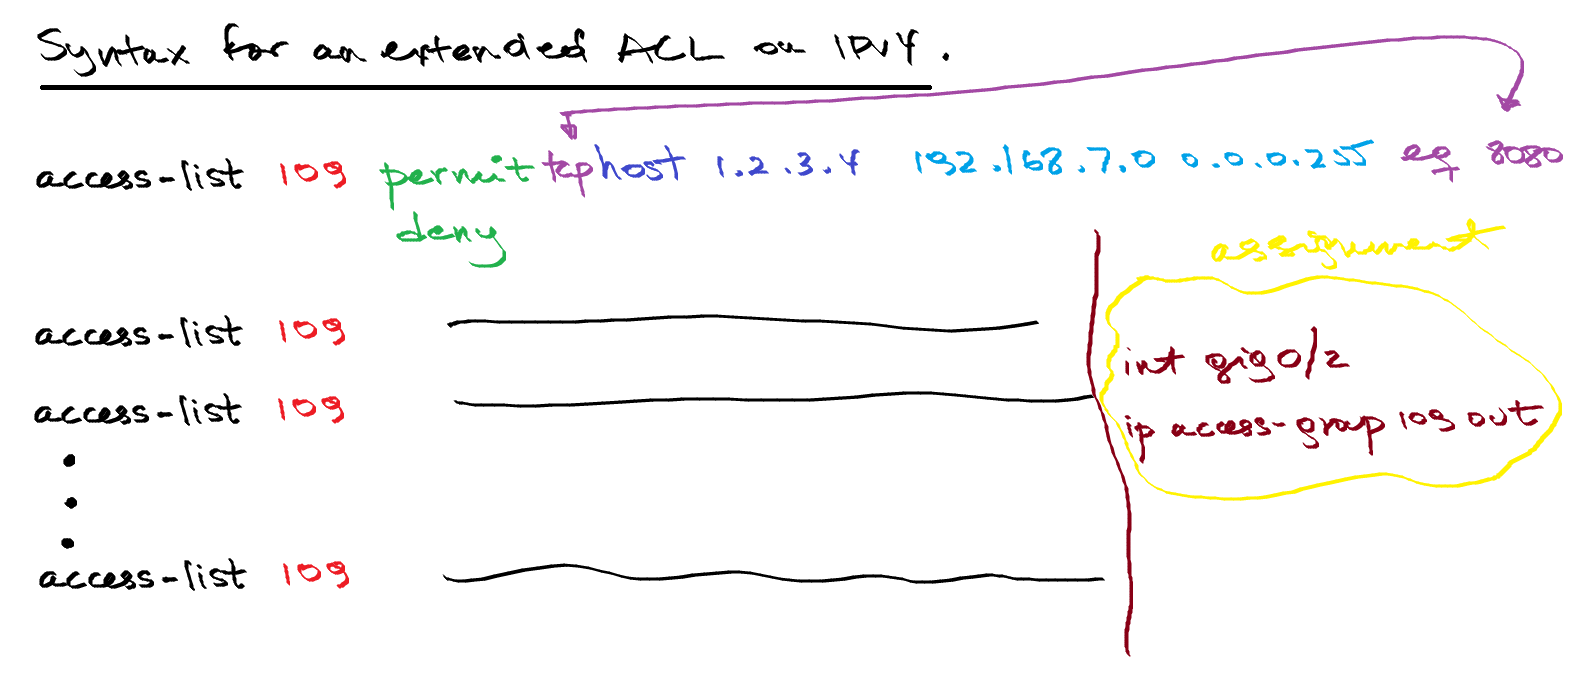 Syntax for an extended ACL on IPV4.
access-list 109 permit tcp host 1.2.3.4 192.168.7.0 0.0.0.255 eq 8080
deny
assignment
access-list 109
int gig0/2
access-list 109
ip access-group 109 out
access-list 109